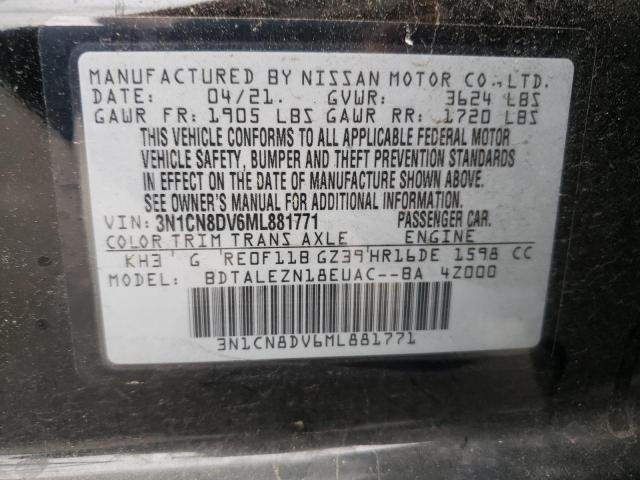 MANUFACTURED BY NISSAN MOTOR CO., LTD.
DATE: 04/21. GVWR: 3624 LBS
GAWR FR: 1905 LBS GAWR RR: 1720 LBS
THIS VEHICLE CONFORMS TO ALL APPLICABLE FEDERAL MOTOR
VEHICLE SAFETY, BUMPER AND THEFT PREVENTION STANDARDS
IN EFFECT ON THE DATE OF MANUFACTURE SHOWN ABOVE.
SEE OWNER'S MANUAL FOR ADDITIONAL INFORMATION.
VIN: 3N1CN8DV6ML881771 PASSENGER CAR.
COLOR TRIM TRANS AXLE ENGINE
KH3 G RE0F11B GZ39 HR16DE 1598 CC
MODEL: BDTALEZN18EUAC--BA 4Z000
3N1CN8DV6ML881771